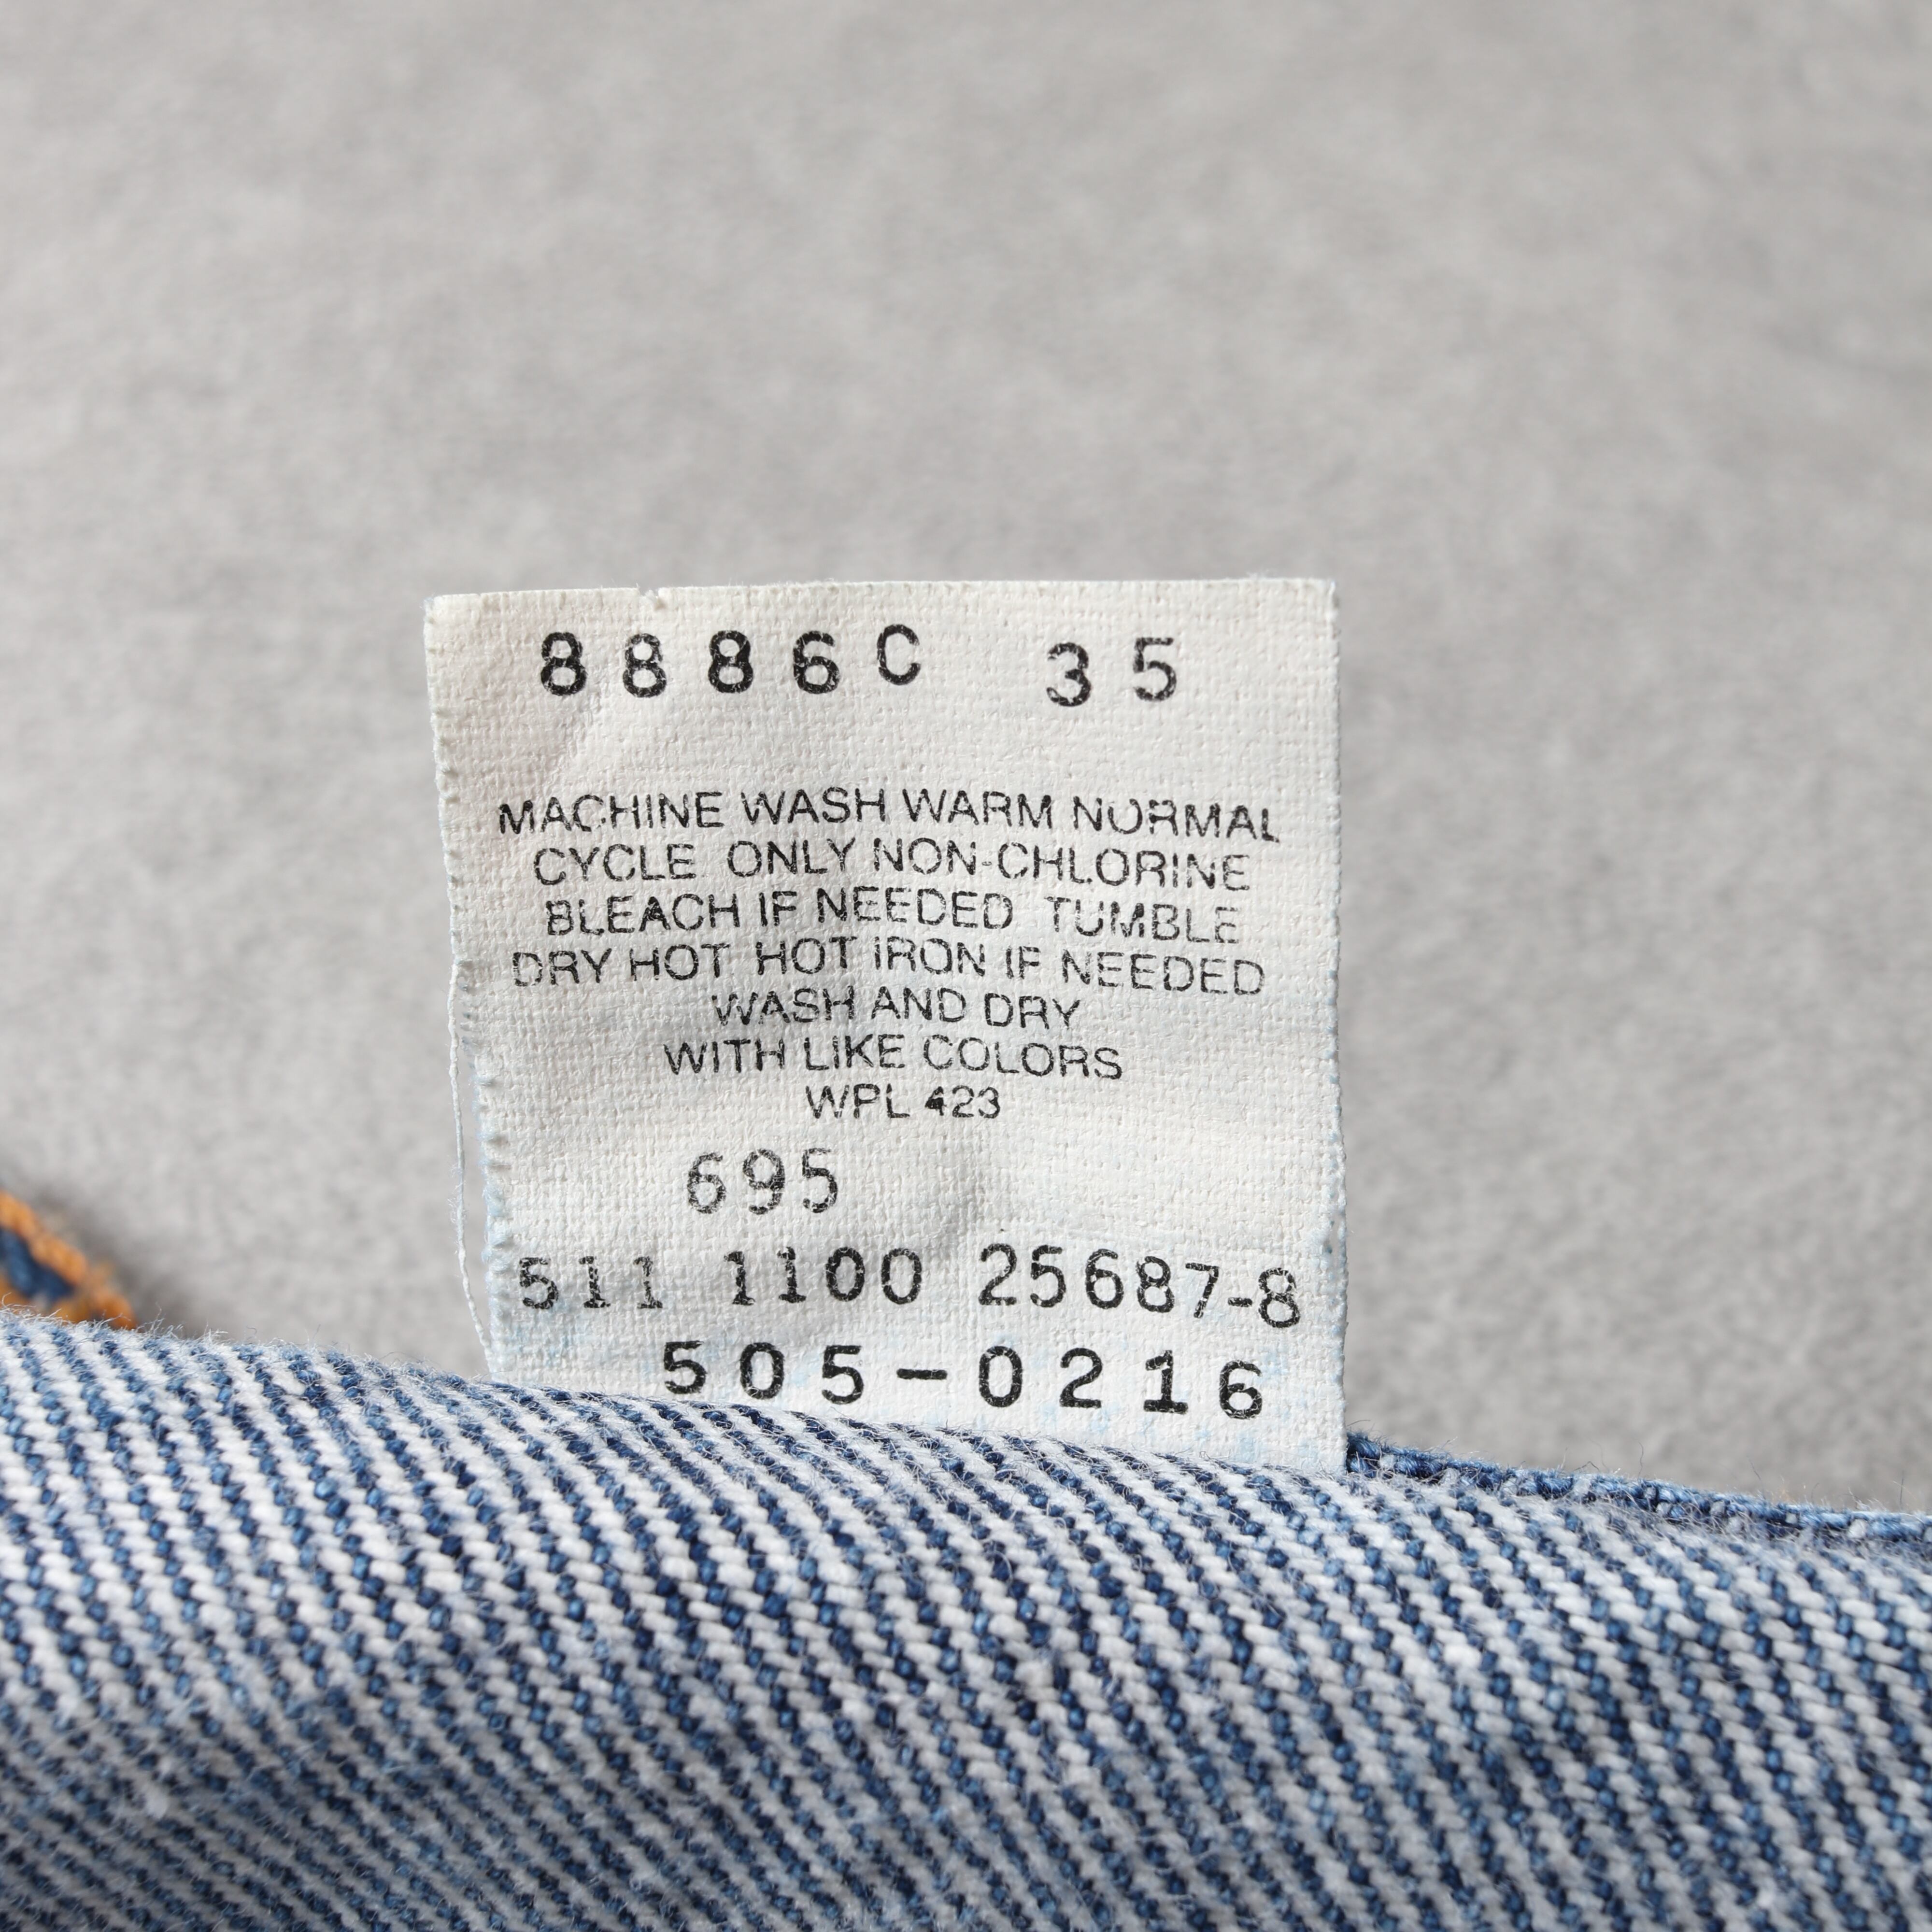 8886C 35
MACHINE WASH WARM NORMAL
CYCLE ONLY NON-CHLORINE
BLEACH IF NEEDED TUMBLE
DRY HOT HOT IRON IF NEEDED
WASH AND DRY
WITH LIKE COLORS
WPL 423
695
511 1100 25687-8
505-0216